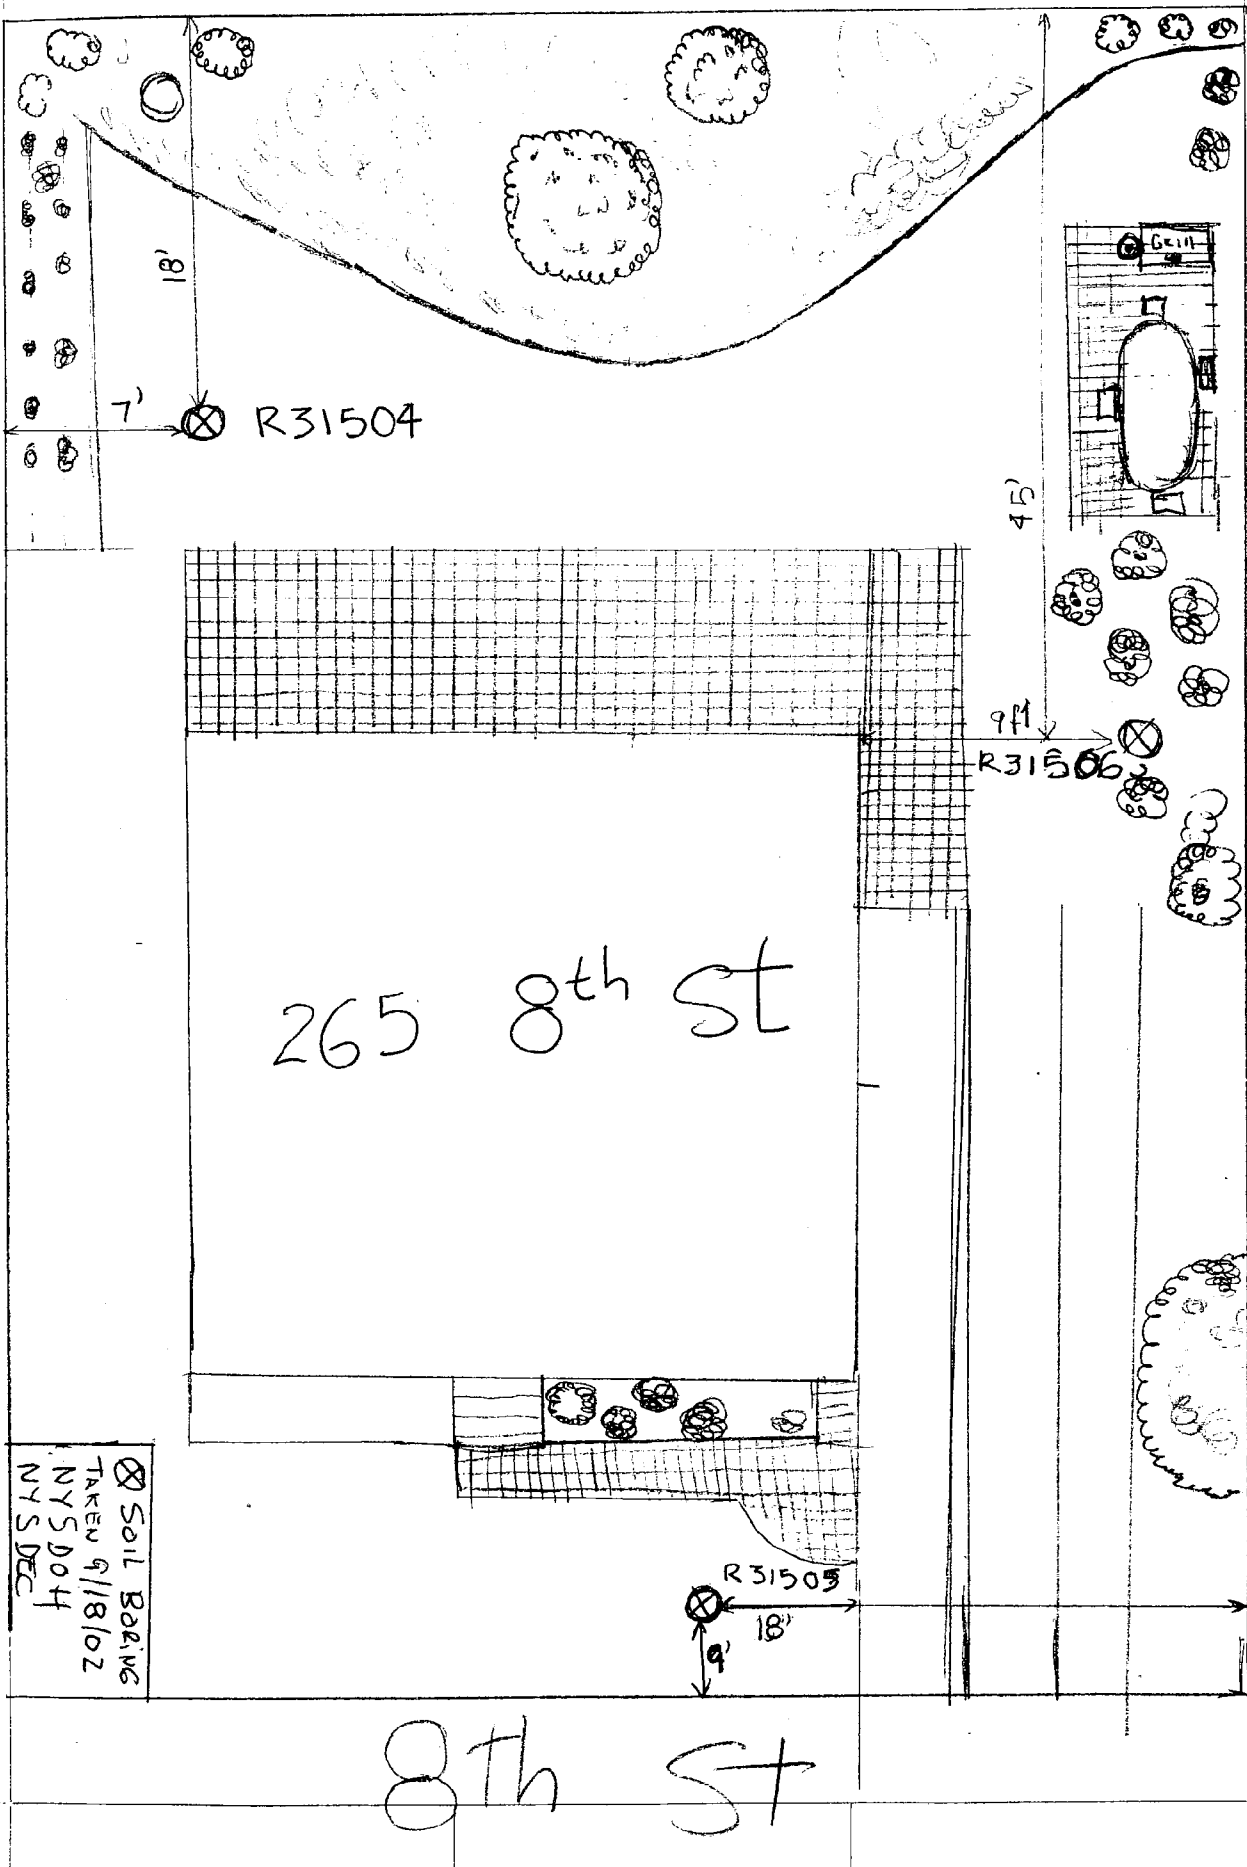 Grill
18'
7'
R31504
45'
9ft
R31506
265 8th St
R31505
18'
9'
⊗ SOIL BORING
TAKEN 9/18/02
NYSDOH
NYSDEC
8th St